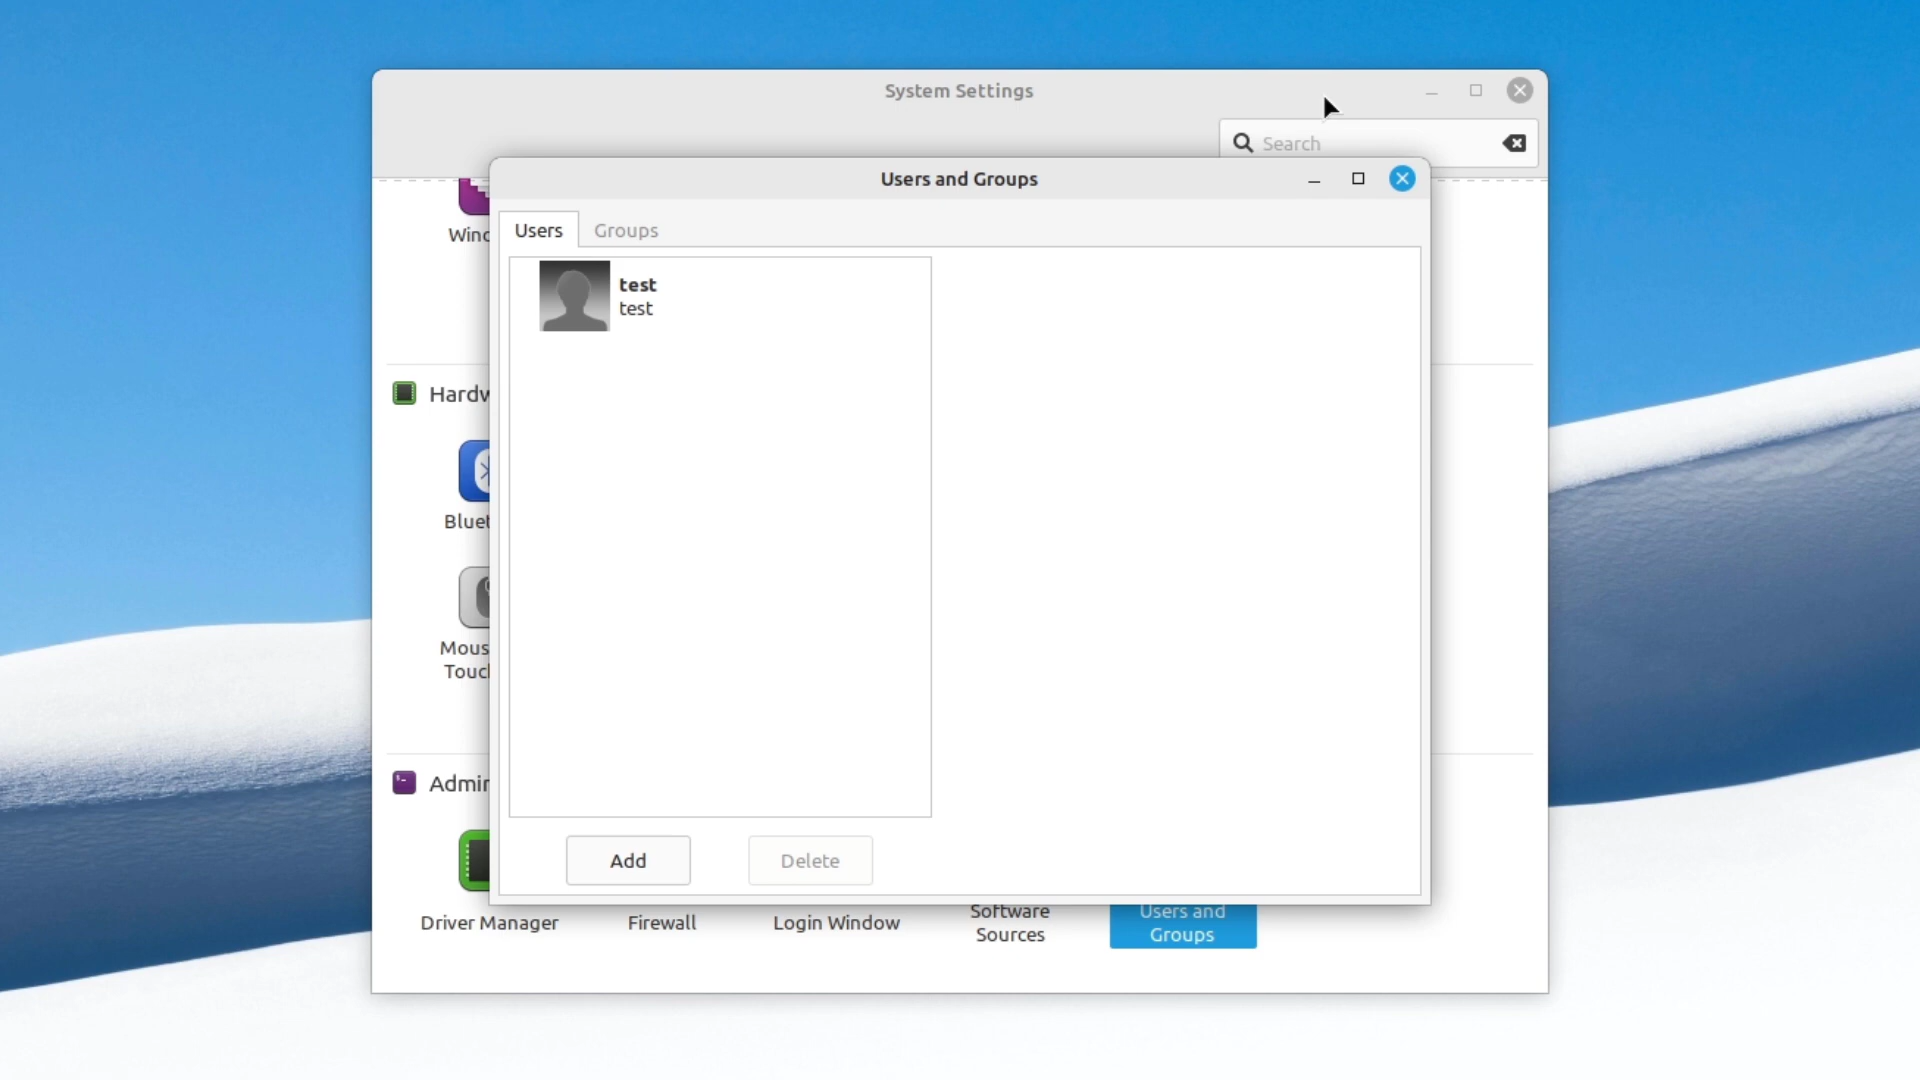 System Settings
Search
Users and Groups
Users
Groups
test
test
Add
Delete
Driver Manager
Firewall
Login Window
Software
Sources
Users and
Groups